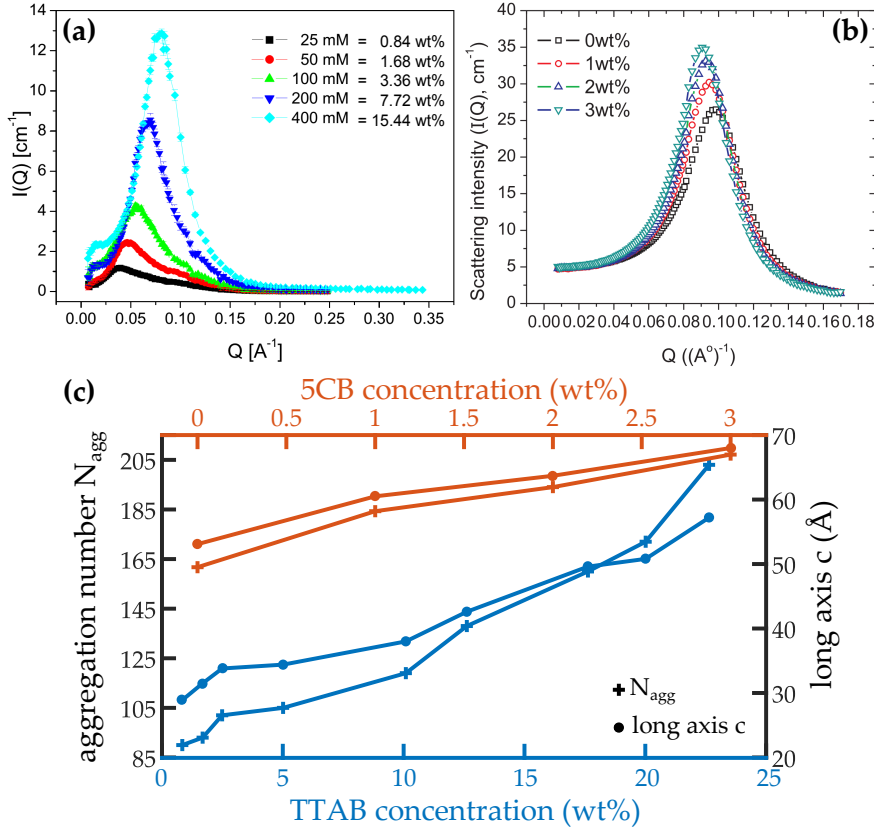 (a)
25 mM = 0.84 wt%
50 mM = 1.68 wt%
100 mM = 3.36 wt%
200 mM = 7.72 wt%
400 mM = 15.44 wt%
I(Q) [cm⁻¹]
14
12
10
8
6
4
2
0
0.00 0.05 0.10 0.15 0.20 0.25 0.30 0.35
Q [A⁻¹]
(b)
0wt%
1wt%
2wt%
3wt%
Scattering intensity (I(Q), cm⁻¹)
40
35
30
25
20
15
10
5
0
0.00 0.02 0.04 0.06 0.08 0.10 0.12 0.14 0.16 0.18
Q ((A°)⁻¹)
(c)
5CB concentration (wt%)
0 0.5 1 1.5 2 2.5 3
aggregation number N_agg
205
185
165
145
125
105
85
long axis c (Å)
70
60
50
40
30
20
N_agg
long axis c
0 5 10 15 20 25
TTAB concentration (wt%)